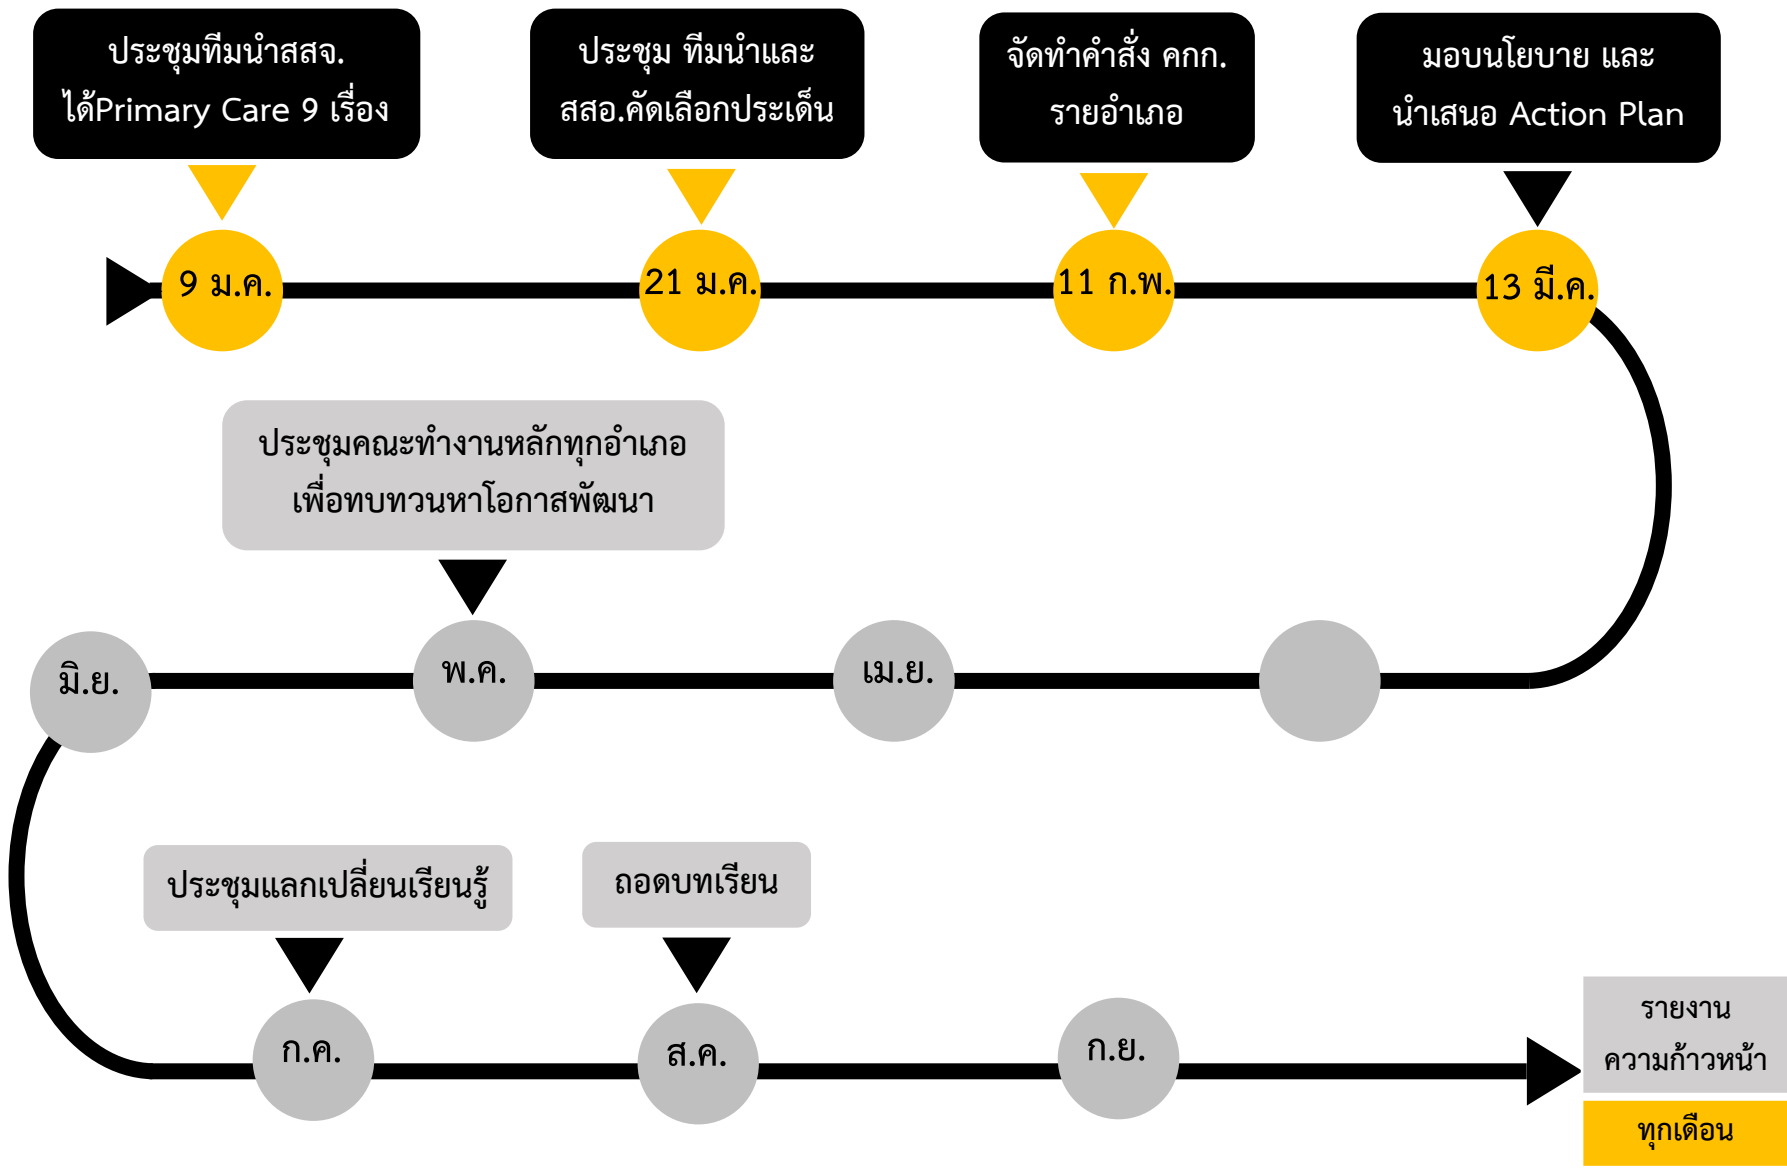 ประชุมทีมนำสสจ.
ได้Primary Care 9 เรื่อง
ประชุม ทีมนำและ
สสอ.คัดเลือกประเด็น
จัดทำคำสั่ง คกก.
รายอำเภอ
มอบนโยบาย และ
นำเสนอ Action Plan
9 ม.ค.
21 ม.ค.
11 ก.พ.
13 มี.ค.
ประชุมคณะทำงานหลักทุกอำเภอ
เพื่อทบทวนหาโอกาสพัฒนา
มิ.ย.
พ.ค.
เม.ย.
ประชุมแลกเปลี่ยนเรียนรู้
ถอดบทเรียน
ก.ค.
ส.ค.
ก.ย.
รายงาน
ความก้าวหน้า
ทุกเดือน